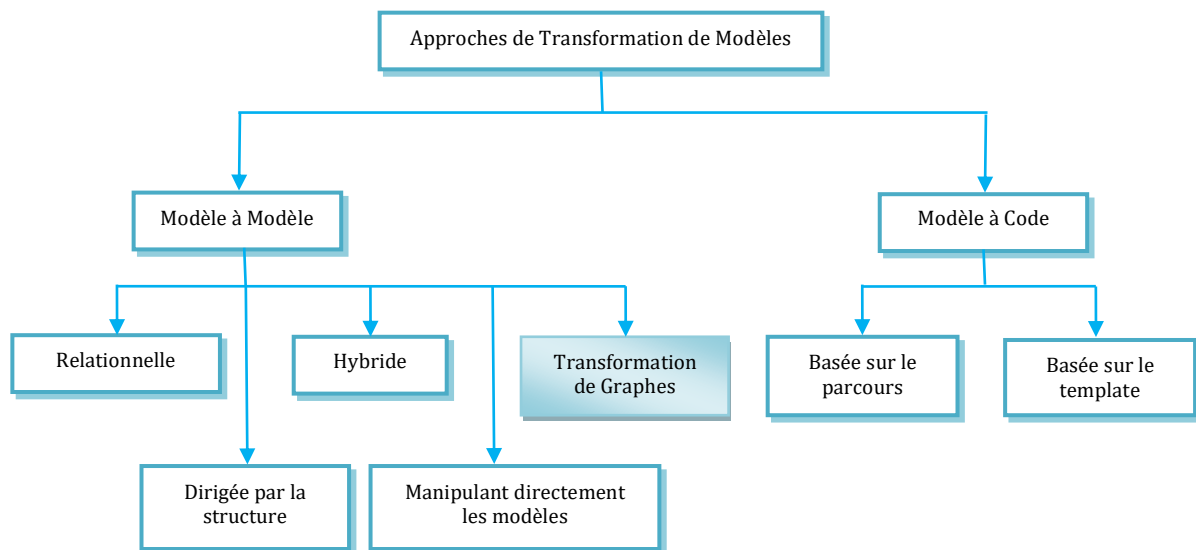 Approches de Transformation de Modèles
Modèle à Modèle
Modèle à Code
Relationnelle
Hybride
Transformation
de Graphes
Basée sur le
parcours
Basée sur le
template
Dirigée par la
structure
Manipulant directement
les modèles